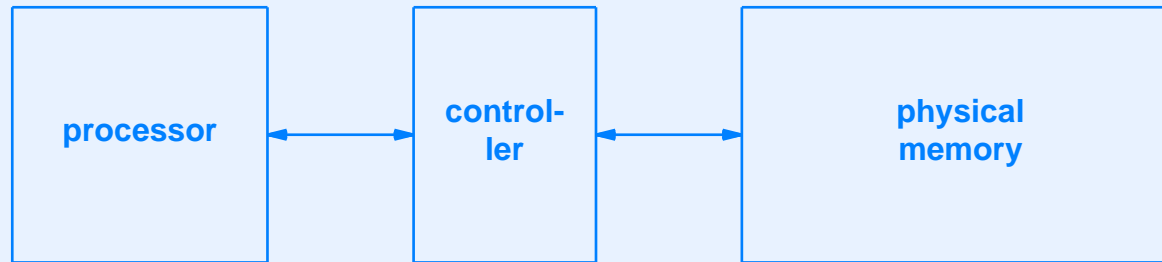 processor
control-
ler
physical
memory